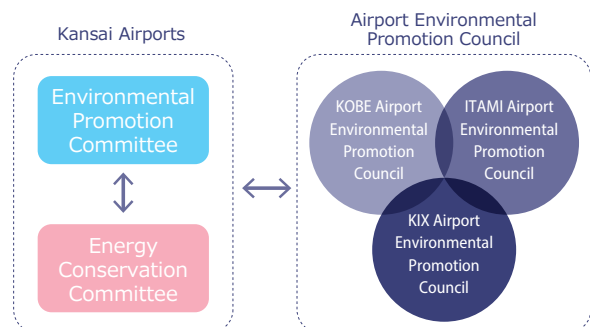 Kansai Airports
Environmental
Promotion
Committee
Energy
Conservation
Committee
Airport Environmental
Promotion Council
KOBE Airport
Environmental
Promotion
Council
ITAMI Airport
Environmental
Promotion
Council
KIX Airport
Environmental
Promotion
Council